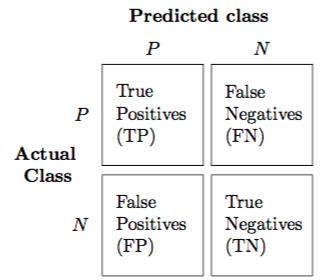 Predicted class
P N
True
Positives
(TP)
False
Negatives
(FN)
P
Actual
Class
False
Positives
(FP)
True
Negatives
(TN)
N